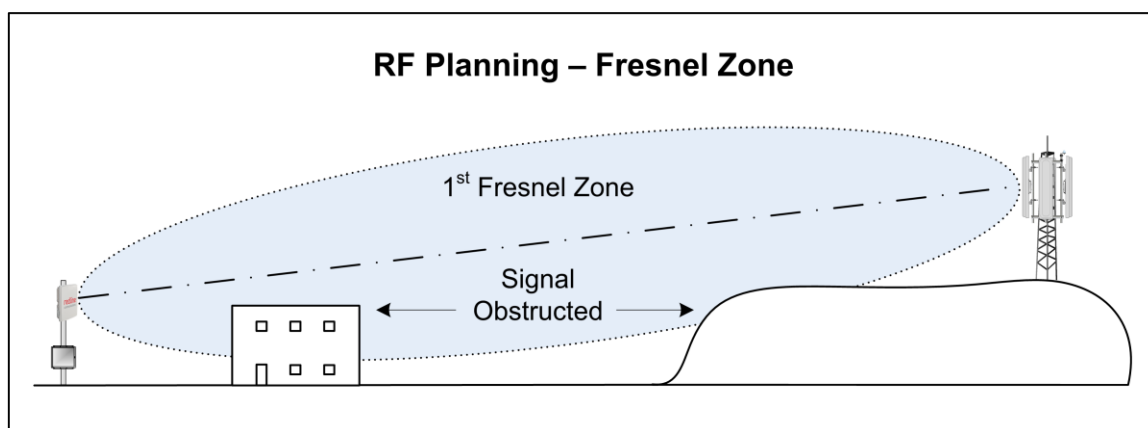 RF Planning – Fresnel Zone
1st Fresnel Zone
Signal
Obstructed